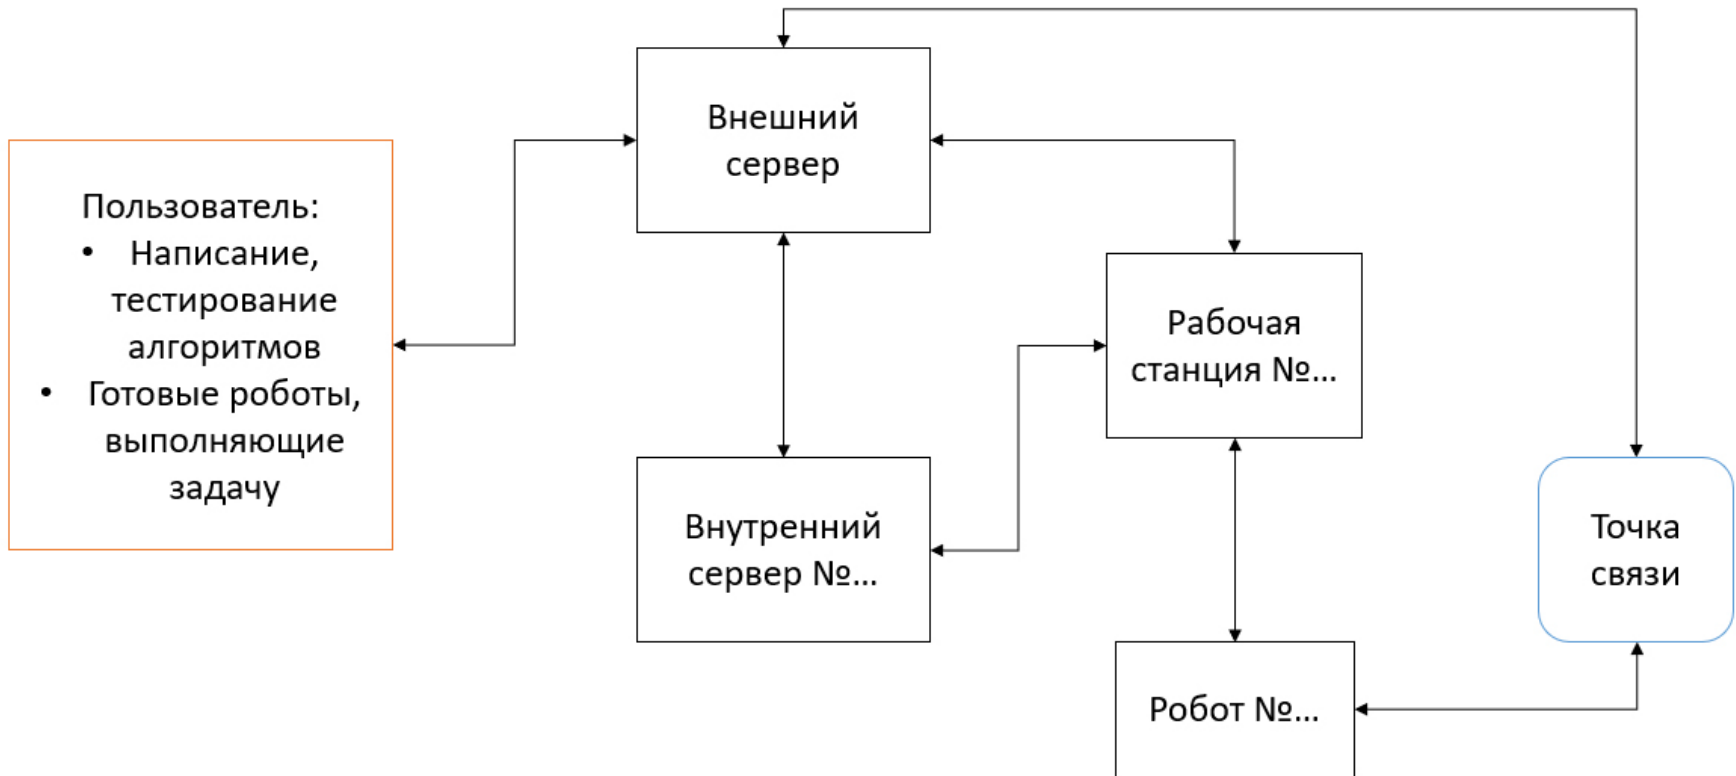 Внешний
сервер
Пользователь:
• Написание,
тестирование
алгоритмов
• Готовые роботы,
выполняющие
задачу
Рабочая
станция №...
Внутренний
сервер №...
Точка
связи
Робот №...